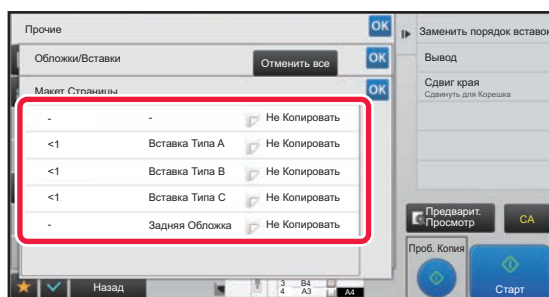 Прочие
OK
Обложки/Вставки
Отменить все
OK
Макет Страницы
OK
- - Не Копировать
<1 Вставка Типа A Не Копировать
<1 Вставка Типа B Не Копировать
<1 Вставка Типа C Не Копировать
- Задняя Обложка Не Копировать
Назад
3 B4
4 A3
A4
Заменить порядок вставок
Вывод
Сдвиг края
Сдвинуть для Корешка
Предварит.
Просмотр
CA
Проб. Копия
Старт